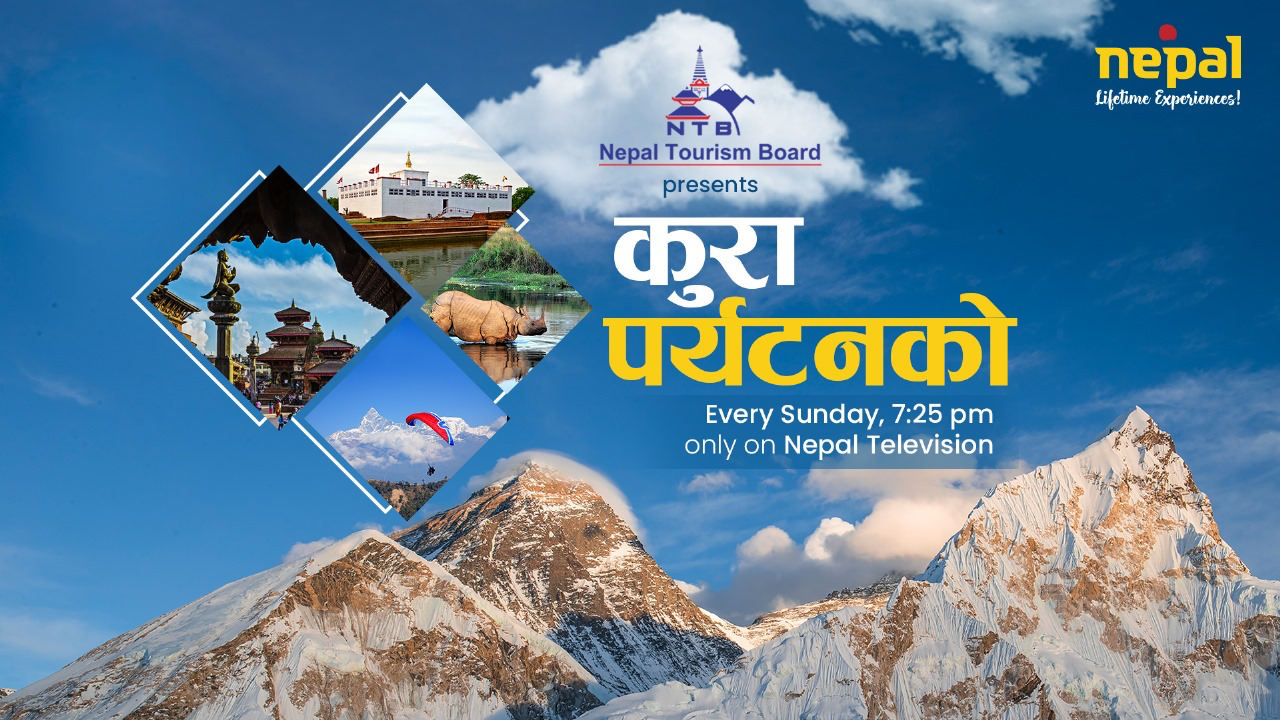 nepal
Lifetime Experiences!
NTB
Nepal Tourism Board
presents
कुरा
पर्यटनको
Every Sunday, 7:25 pm
only on Nepal Television